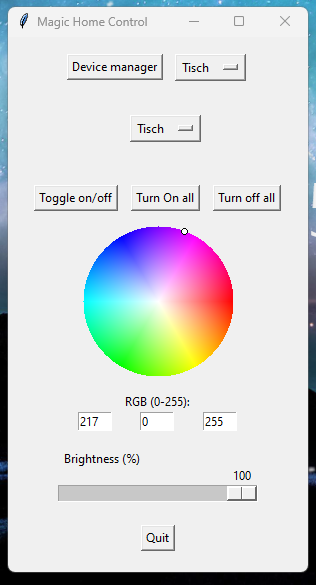 Magic Home Control
Device manager Tisch
Tisch
Toggle on/off Turn On all Turn off all
RGB (0-255):
217 0 255
Brightness (%)
100
Quit